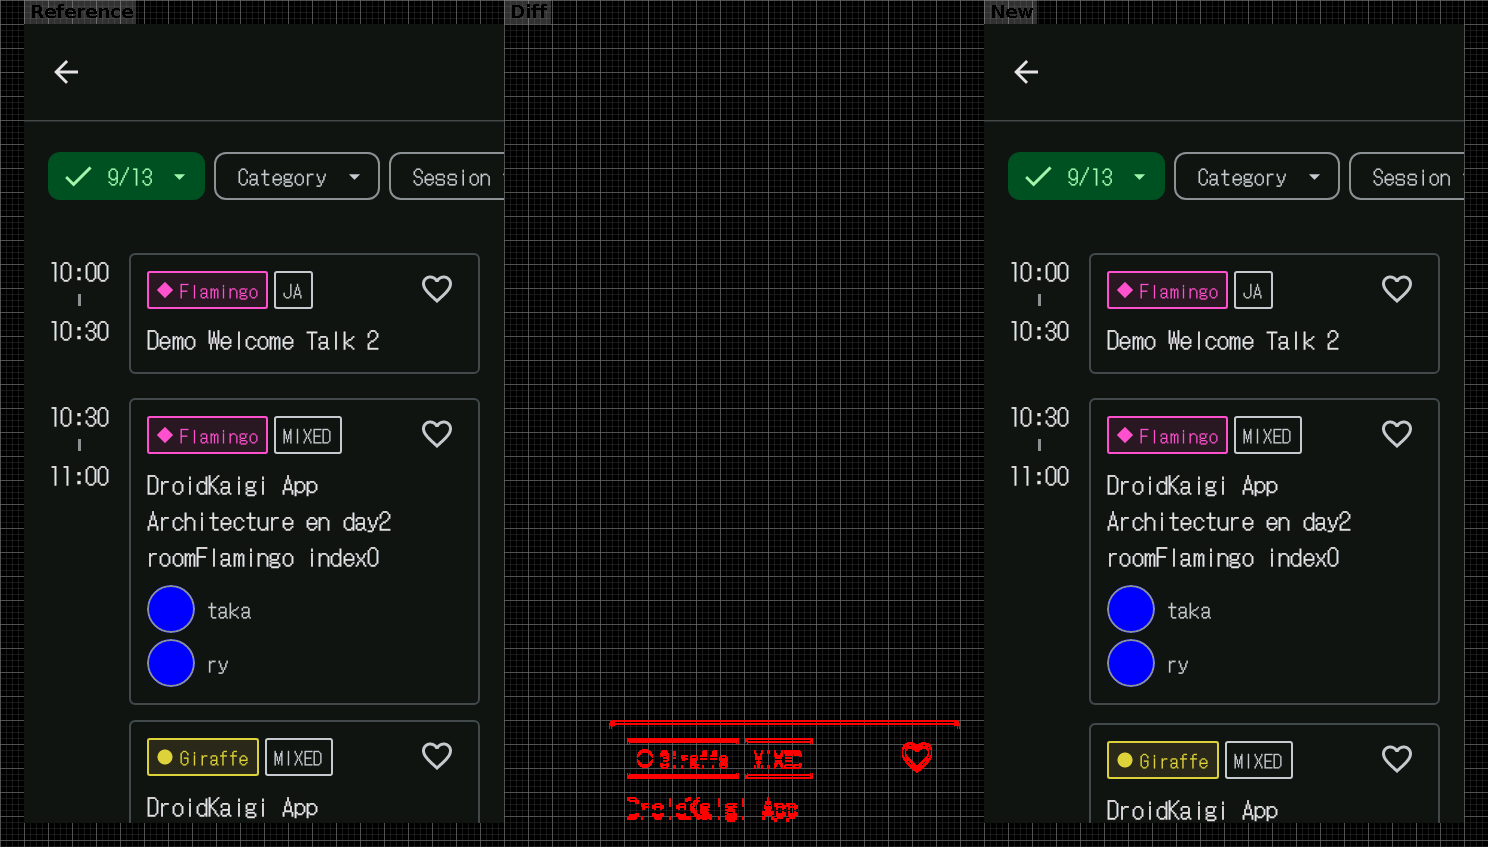 Reference
9/13 Category Session
10:00
10:30
Flamingo JA
Demo Welcome Talk 2
10:30
11:00
Flamingo MIXED
DroidKaigi App
Architecture en day2
roomFlamingo index0
taka
ry
Giraffe MIXED
DroidKaigi App
Diff
Giraffe MIXED
DroidKaigi App
New
9/13 Category Session
10:00
10:30
Flamingo JA
Demo Welcome Talk 2
10:30
11:00
Flamingo MIXED
DroidKaigi App
Architecture en day2
roomFlamingo index0
taka
ry
Giraffe MIXED
DroidKaigi App